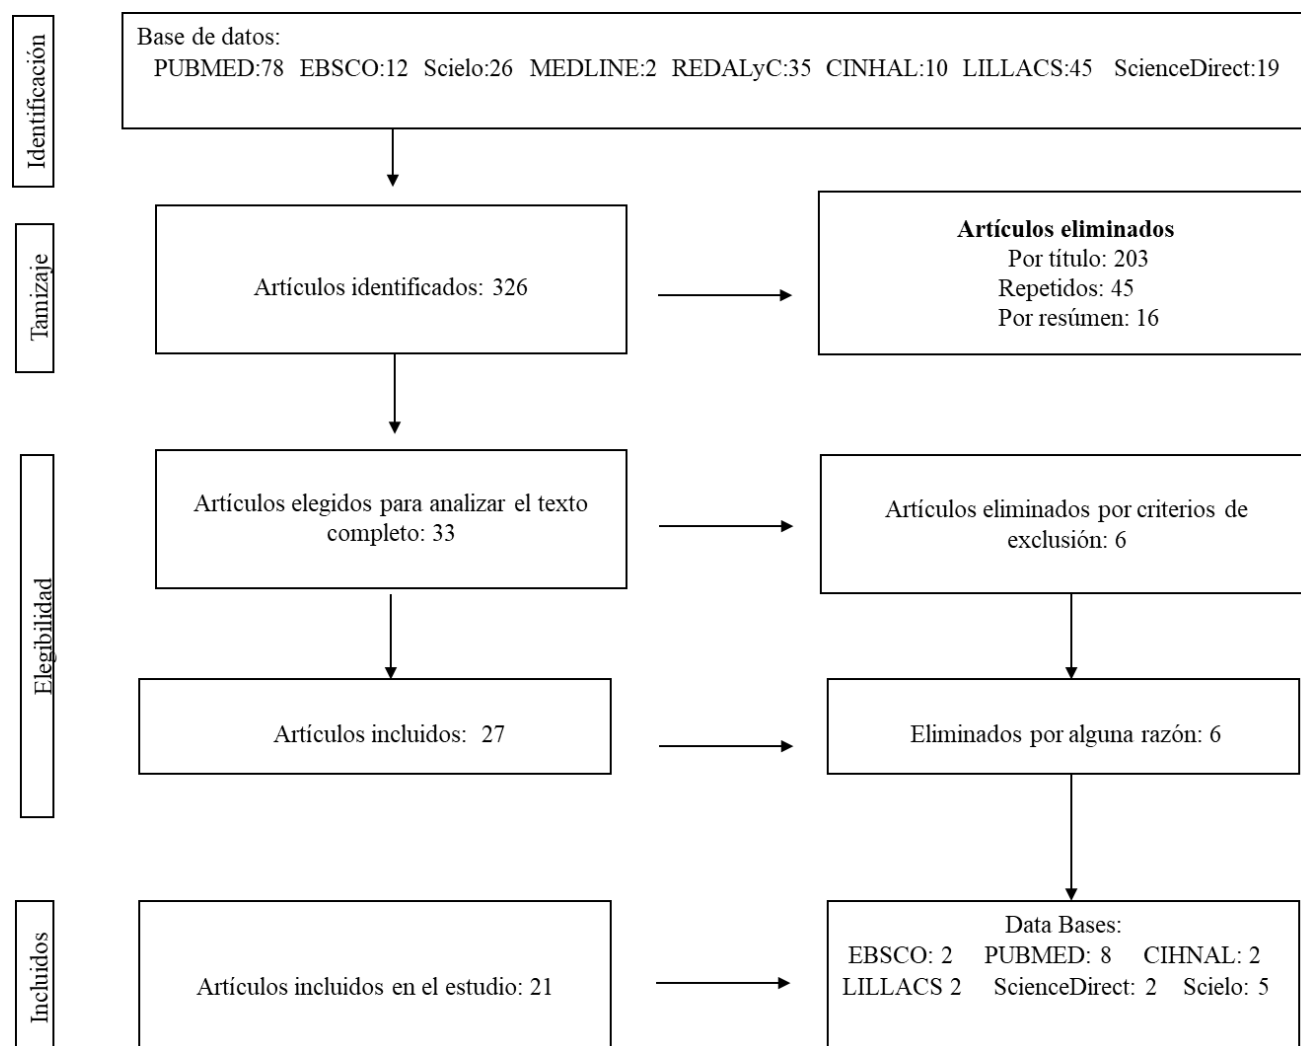 Identificación
Base de datos:
PUBMED:78 EBSCO:12 Scielo:26 MEDLINE:2 REDALyC:35 CINHAL:10 LILLACS:45 ScienceDirect:19
Tamizaje
Artículos identificados: 326
Artículos eliminados
Por título: 203
Repetidos: 45
Por resúmen: 16
Elegibilidad
Artículos elegidos para analizar el texto
completo: 33
Artículos eliminados por criterios de
exclusión: 6
Artículos incluidos: 27
Eliminados por alguna razón: 6
Incluidos
Artículos incluidos en el estudio: 21
Data Bases:
EBSCO: 2 PUBMED: 8 CIHNAL: 2
LILLACS 2 ScienceDirect: 2 Scielo: 5